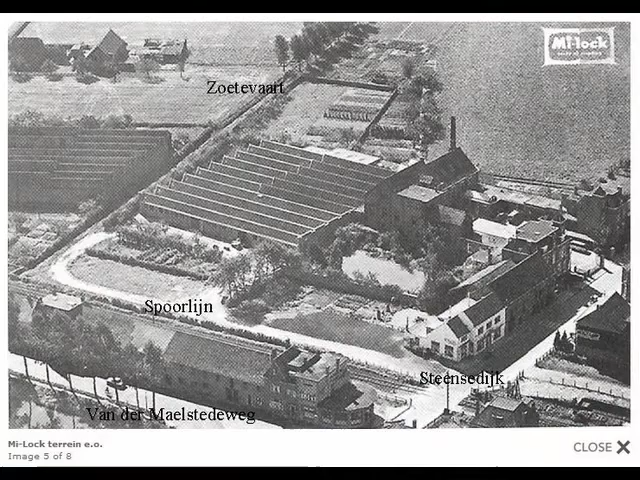 Mi-lock
Zoetevaart
Spoorlijn
Steensedijk
Van der Maelstedeweg
Mi-Lock terrein e.o.
Image 5 of 8
CLOSE X